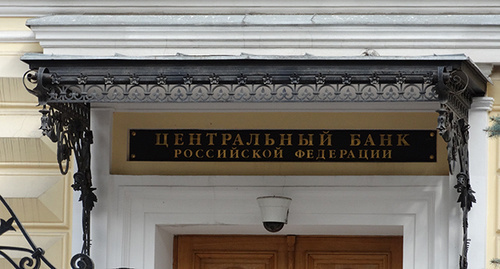 ЦЕНТРАЛЬНЫЙ БАНК
РОССИЙСКОЙ ФЕДЕРАЦИИ